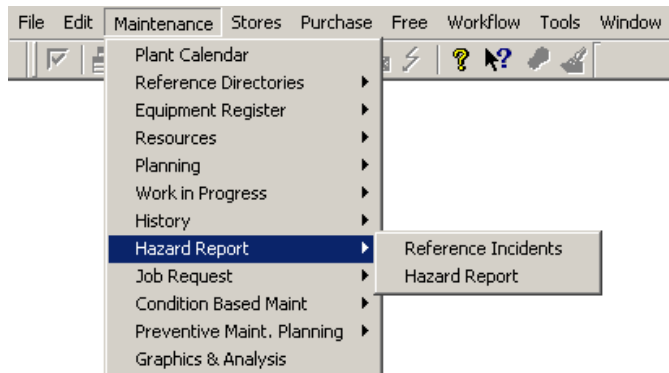 File Edit Maintenance Stores Purchase Free Workflow Tools Window
Plant Calendar
Reference Directories
Equipment Register
Resources
Planning
Work in Progress
History
Hazard Report
Reference Incidents
Job Request
Hazard Report
Condition Based Maint
Preventive Maint. Planning
Graphics & Analysis